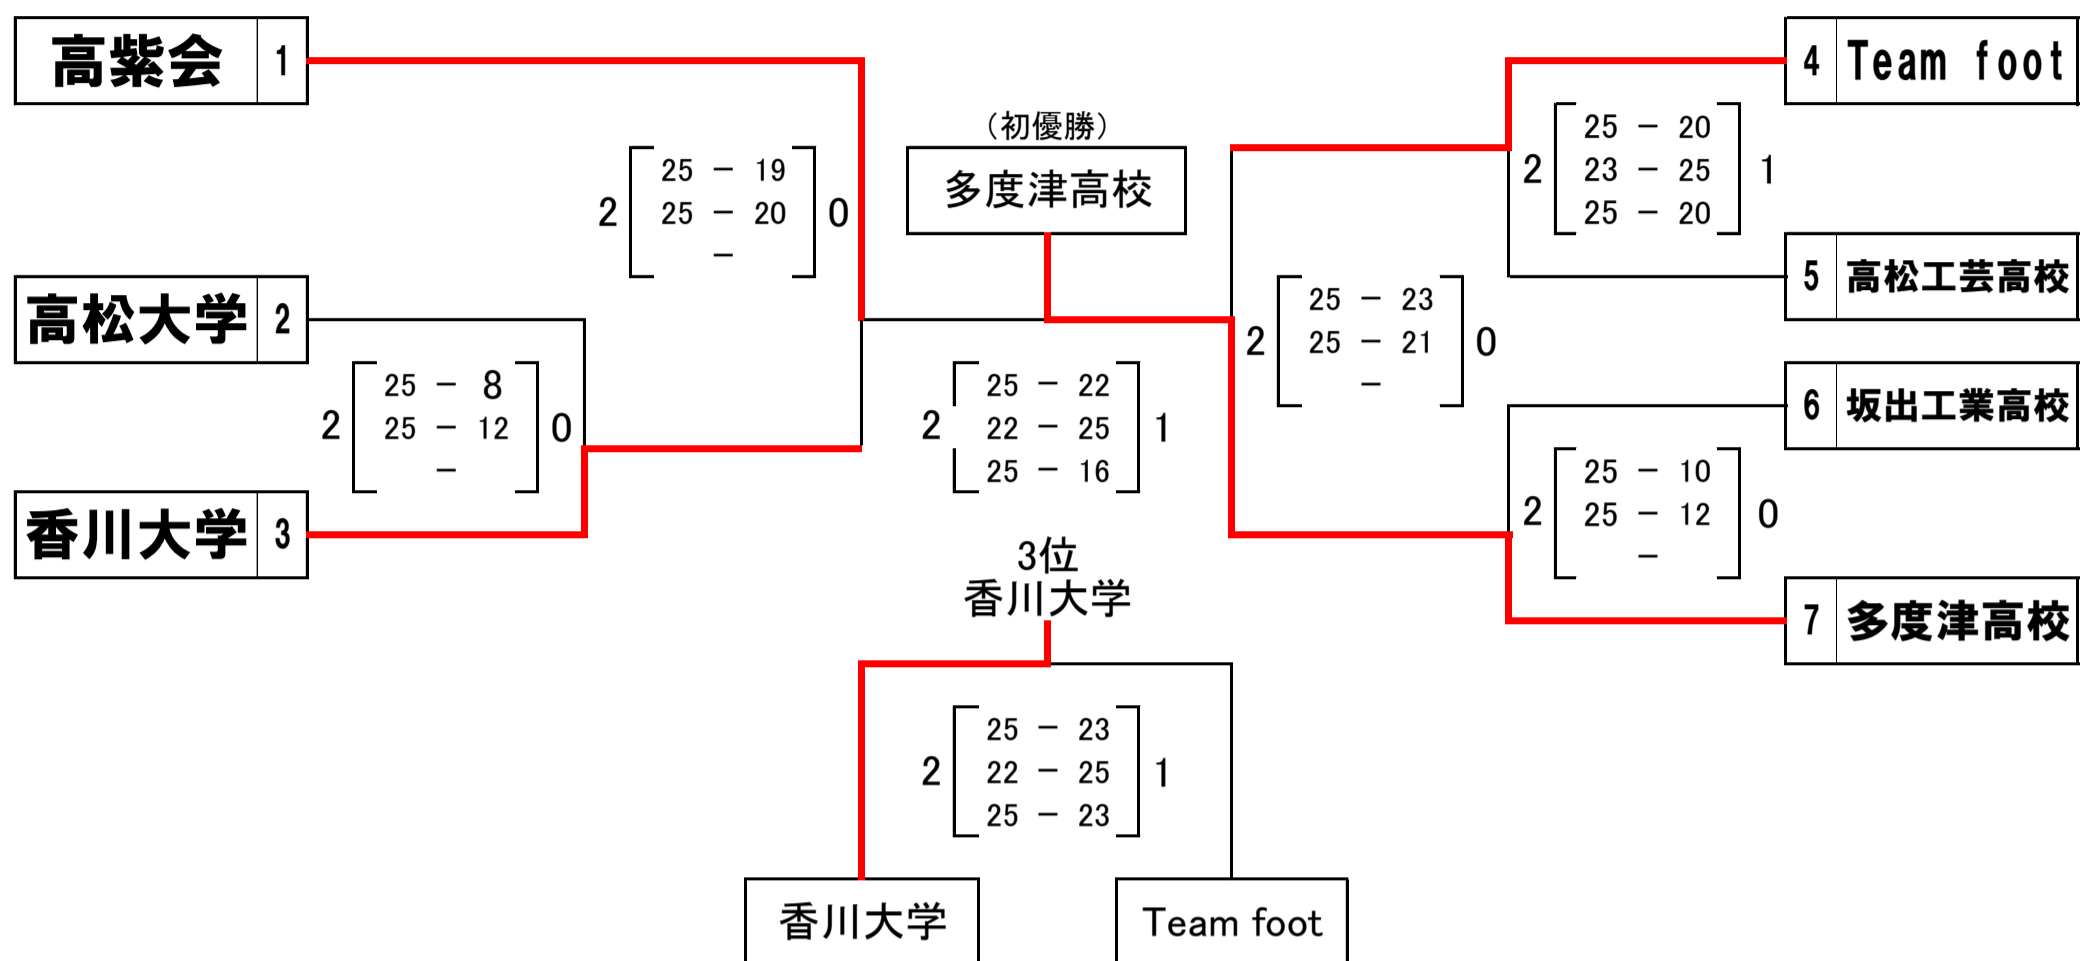 高紫会 1
高松大学 2
香川大学 3
2 25 － 8 0
25 － 12
－
2 25 － 19 0
25 － 20
－
（初優勝）
多度津高校
2 25 － 22 1
22 － 25
25 － 16
2 25 － 23 0
25 － 21
－
4 Team foot
5 高松工芸高校
2 25 － 20 1
23 － 25
25 － 20
6 坂出工業高校
7 多度津高校
2 25 － 10 0
25 － 12
－
3位
香川大学
2 25 － 23 1
22 － 25
25 － 23
香川大学
Team foot